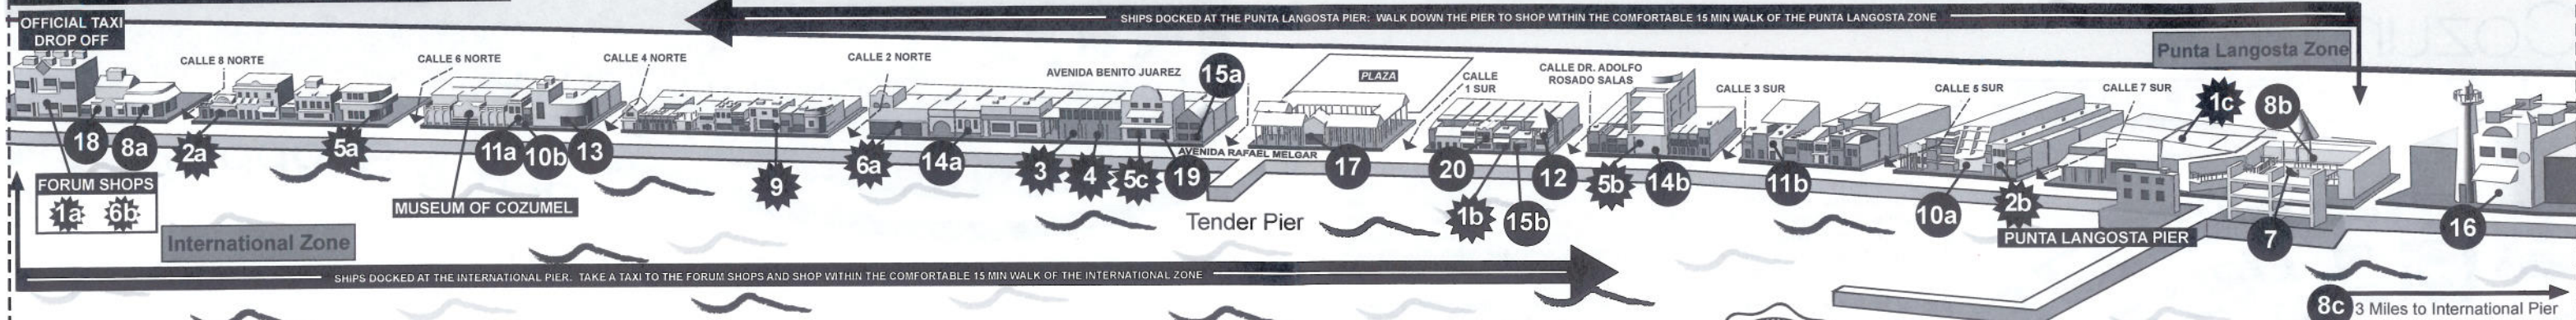 SHIPS DOCKED AT THE PUNTA LANGOSTA PIER: WALK DOWN THE PIER TO SHOP WITHIN THE COMFORTABLE 15 MIN WALK OF THE PUNTA LANGOSTA ZONE
OFFICIAL TAXI
DROP OFF
Punta Langosta Zone
CALLE 8 NORTE
CALLE 6 NORTE
CALLE 4 NORTE
CALLE 2 NORTE
AVENIDA BENITO JUAREZ
15a
PLAZA
CALLE
1 SUR
CALLE DR. ADOLFO
ROSADO SALAS
CALLE 3 SUR
CALLE 5 SUR
CALLE 7 SUR
1c
8b
18
8a
2a
5a
11a
10b
13
9
6a
14a
3
4
5c
19
AVENIDA RAFAEL MELGAR
17
20
12
5b
14b
11b
10a
2b
7
16
FORUM SHOPS
1a 6b
MUSEUM OF COZUMEL
International Zone
Tender Pier
1b
15b
PUNTA LANGOSTA PIER
SHIPS DOCKED AT THE INTERNATIONAL PIER. TAKE A TAXI TO THE FORUM SHOPS AND SHOP WITHIN THE COMFORTABLE 15 MIN WALK OF THE INTERNATIONAL ZONE
8c 3 Miles to International Pier